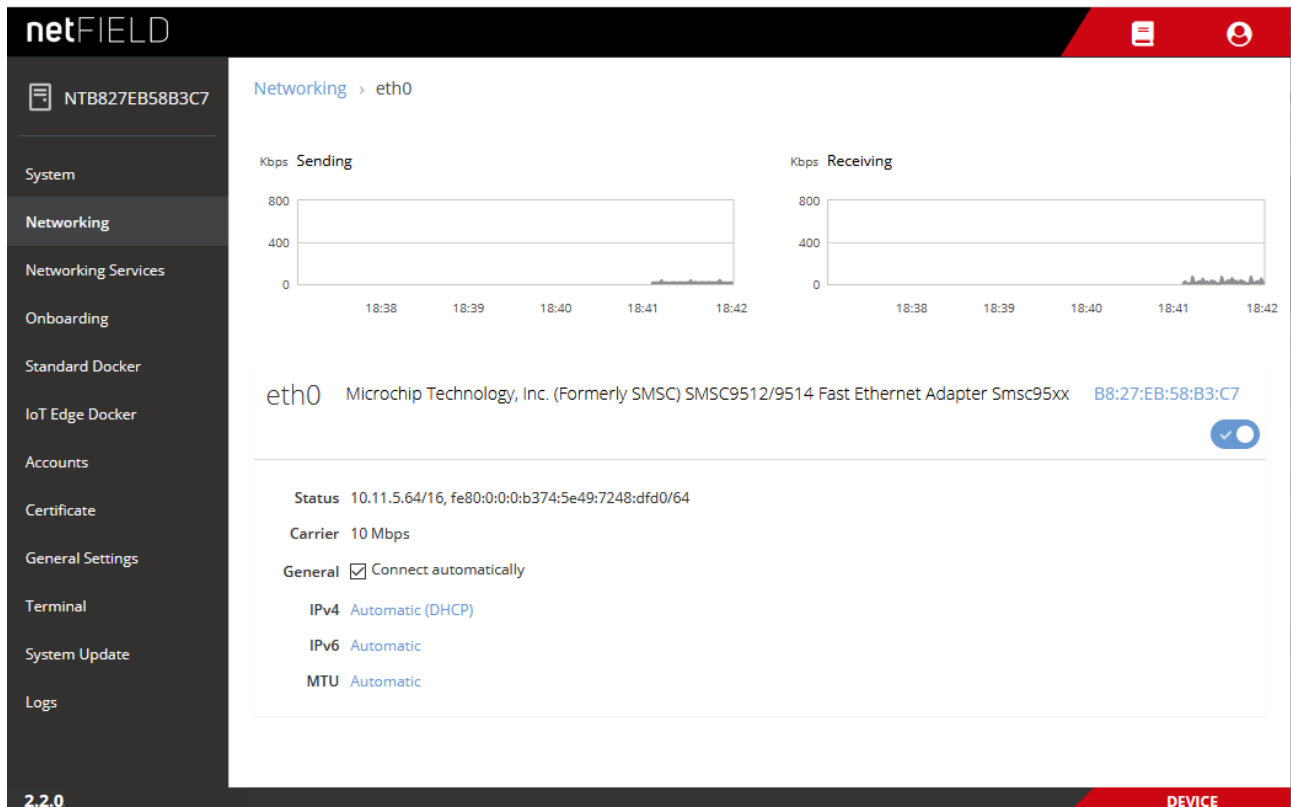 netFIELD
NTB827EB58B3C7
System
Networking
Networking Services
Onboarding
Standard Docker
IoT Edge Docker
Accounts
Certificate
General Settings
Terminal
System Update
Logs
2.2.0
Networking > eth0
Kbps Sending
800
400
0
18:38 18:39 18:40 18:41 18:42
Kbps Receiving
800
400
0
18:38 18:39 18:40 18:41 18:42
eth0 Microchip Technology, Inc. (Formerly SMSC) SMSC9512/9514 Fast Ethernet Adapter Smsc95xx B8:27:EB:58:B3:C7
Status 10.11.5.64/16, fe80:0:0:0:b374:5e49:7248:dfd0/64
Carrier 10 Mbps
General Connect automatically
IPv4 Automatic (DHCP)
IPv6 Automatic
MTU Automatic
DEVICE